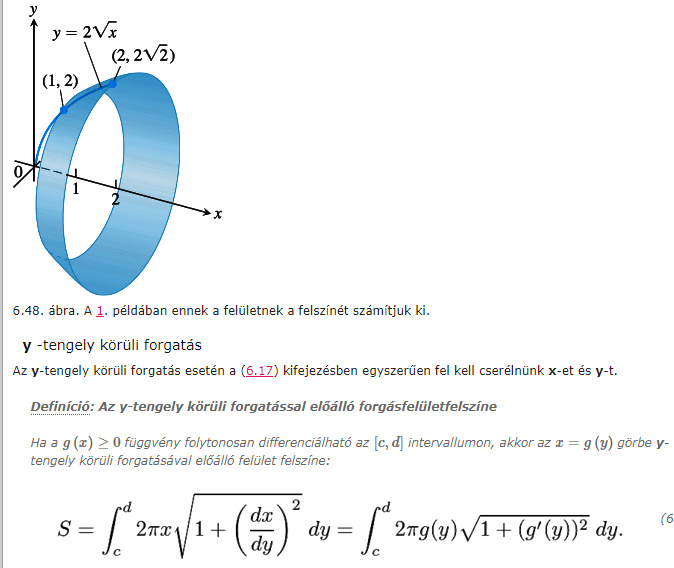 y
y = 2√x
(2, 2√2)
(1, 2)
0
1
2
x
6.48. ábra. A 1. példában ennek a felületnek a felszínét számítjuk ki.
y -tengely körüli forgatás
Az y-tengely körüli forgatás esetén a (6.17) kifejezésben egyszerűen fel kell cserélnünk x-et és y-t.
Definíció: Az y-tengely körüli forgatással előálló forgásfelületfelszíne
Ha a g (x) ≥ 0 függvény folytonosan differenciálható az [c, d] intervallumon, akkor az x = g (y) görbe y-
tengely körüli forgatásával előálló felület felszíne:
S = ∫_c^d 2πx√(1 + (dx/dy)^2) dy = ∫_c^d 2πg(y)√(1 + (g′(y))^2) dy. (6